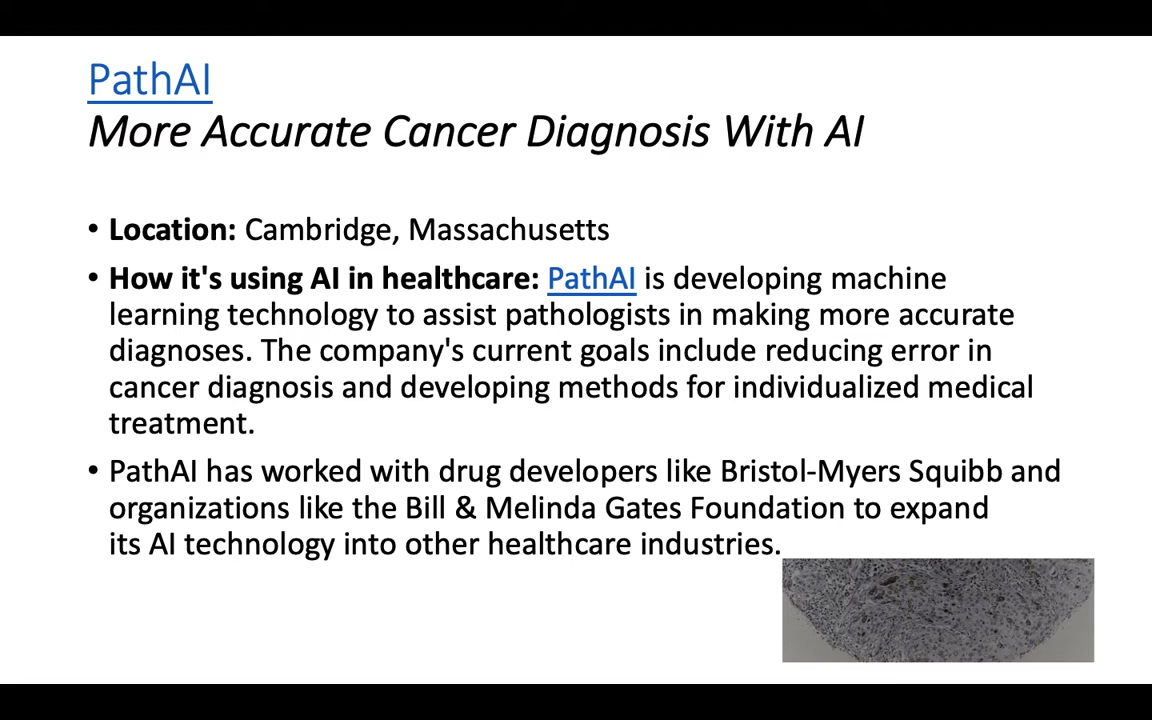 PathAI
More Accurate Cancer Diagnosis With AI
• Location: Cambridge, Massachusetts
• How it's using AI in healthcare: PathAI is developing machine
learning technology to assist pathologists in making more accurate
diagnoses. The company's current goals include reducing error in
cancer diagnosis and developing methods for individualized medical
treatment.
• PathAI has worked with drug developers like Bristol-Myers Squibb and
organizations like the Bill & Melinda Gates Foundation to expand
its AI technology into other healthcare industries.